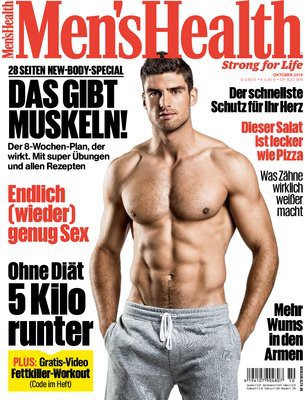 Men'sHealth
Men'sHealth
Strong for Life
OKTOBER 2016
28 SEITEN NEW-BODY-SPECIAL
DAS GIBT
MUSKELN!
Der 8-Wochen-Plan, der
wirkt. Mit super Übungen
und allen Rezepten
Endlich
(wieder)
genug Sex
Ohne Diät
5 Kilo
runter
PLUS: Gratis-Video
Fettkiller-Workout
(Code im Heft)
Der schnellste
Schutz für Ihr Herz
Dieser Salat
ist lecker
wie Pizza
Was Zähne
wirklich
weißer
macht
Mehr
Wums
in den
Armen